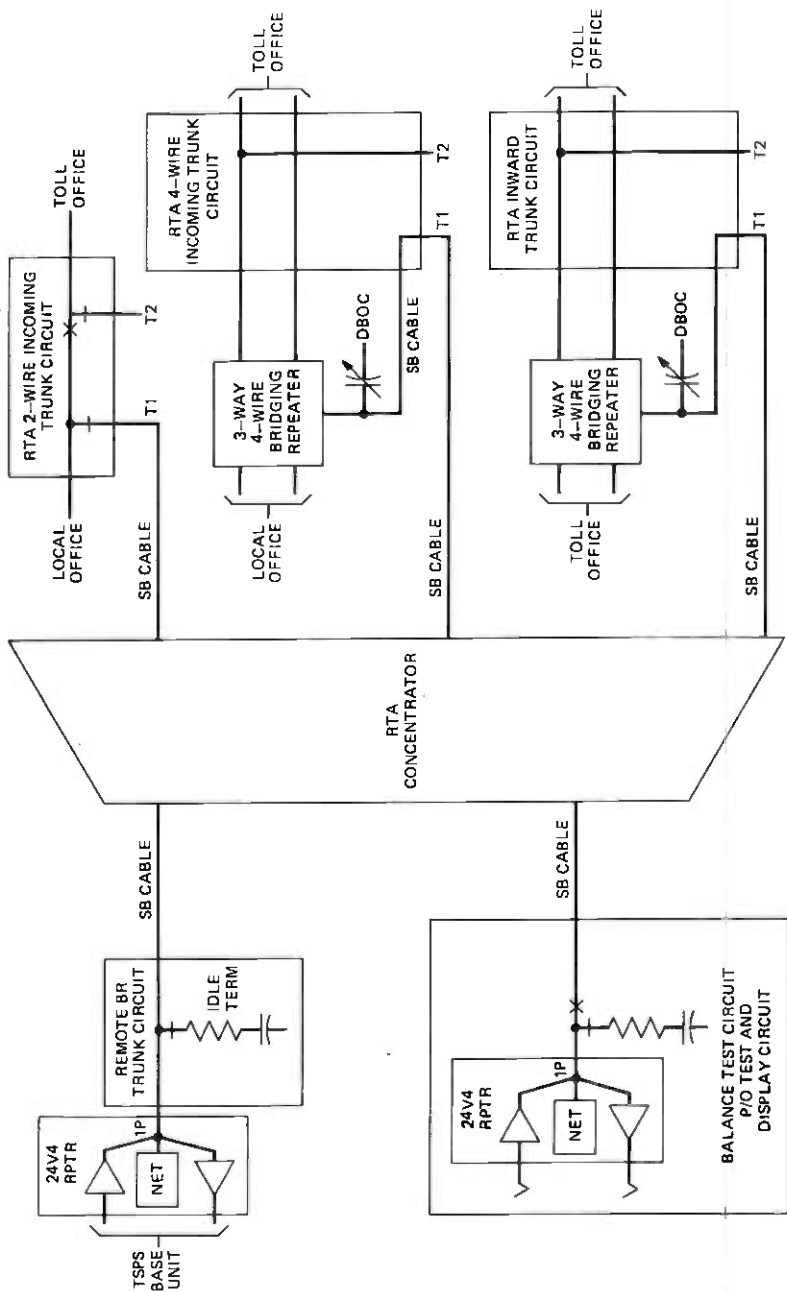 TSPS
BASE
UNIT
24V4
RPTR
NET
1P
REMOTE BR
TRUNK CIRCUIT
IDLE
TERM
SB CABLE
24V4
RPTR
NET
1P
BALANCE TEST CIRCUIT
P/O TEST AND
DISPLAY CIRCUIT
SB CABLE
RTA
CONCENTRATOR
RTA 2-WIRE INCOMING
TRUNK CIRCUIT
LOCAL
OFFICE
TOLL
OFFICE
T1
T2
SB CABLE
RTA 4-WIRE
INCOMING TRUNK
CIRCUIT
TOLL
OFFICE
3-WAY
4-WIRE
BRIDGING
REPEATER
LOCAL
OFFICE
DBOC
SB CABLE
T1
T2
SB CABLE
RTA INWARD
TRUNK CIRCUIT
TOLL
OFFICE
3-WAY
4-WIRE
BRIDGING
REPEATER
TOLL
OFFICE
DBOC
T1
T2
SB CABLE